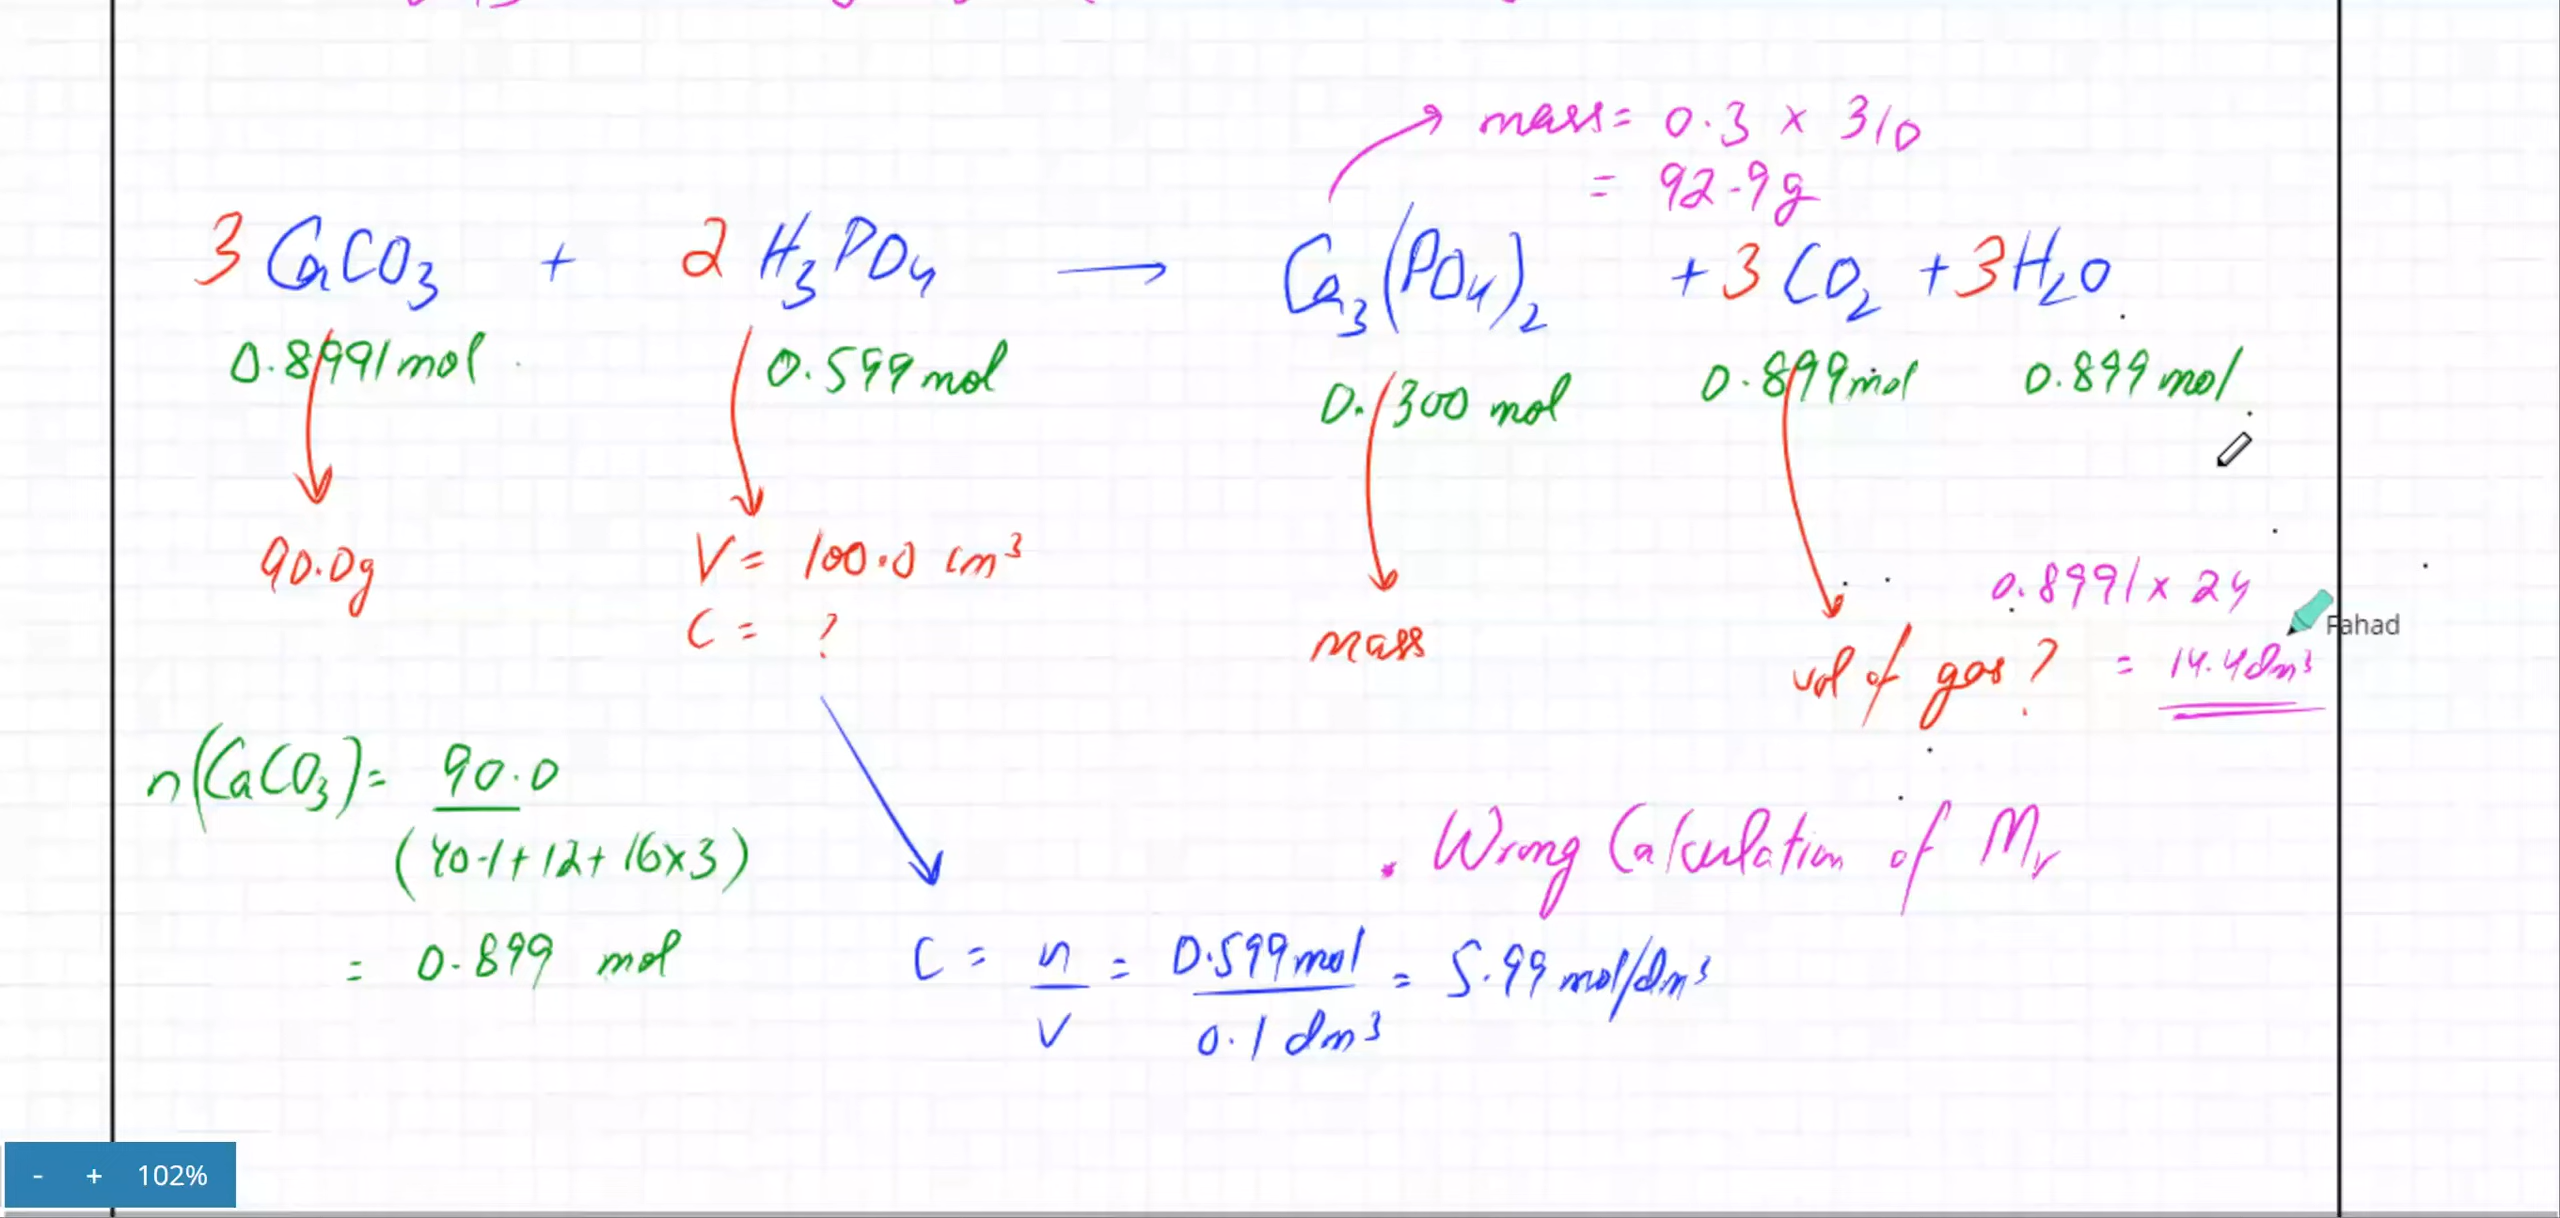 mass = 0.3 × 310
= 92.9g
3 CaCO3 + 2 H3PO4 → Ca3(PO4)2 + 3 CO2 + 3H2O
0.8991 mol 0.599 mol 0.300 mol 0.899 mol 0.899 mol
90.0g
V = 100.0 cm³
C = ?
mass
vol of gas?
0.8991 × 24
= 14.4 dm³
Fahad
n(CaCO3) = 90.0
(40.1 + 12 + 16×3)
= 0.899 mol
. Wrong Calculation of Mr
C = n/V = 0.599 mol/0.1 dm³ = 5.99 mol/dm³
- + 102%